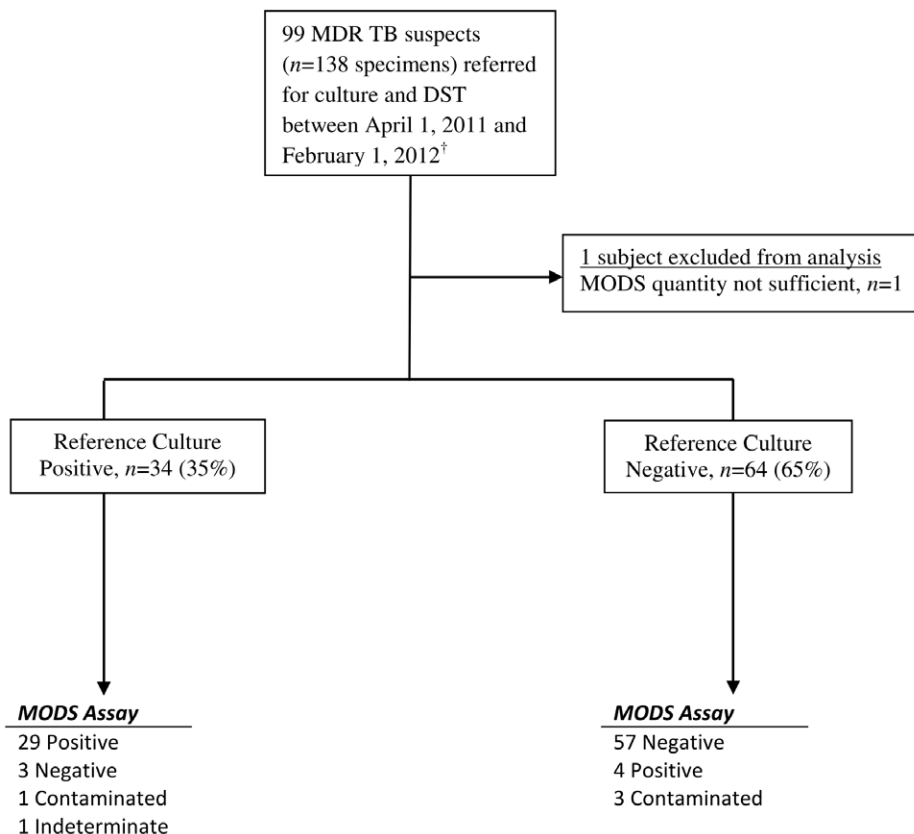 99 MDR TB suspects
(n=138 specimens) referred
for culture and DST
between April 1, 2011 and
February 1, 2012†
1 subject excluded from analysis
MODS quantity not sufficient, n=1
Reference Culture
Positive, n=34 (35%)
Reference Culture
Negative, n=64 (65%)
MODS Assay
29 Positive
3 Negative
1 Contaminated
1 Indeterminate
MODS Assay
57 Negative
4 Positive
3 Contaminated